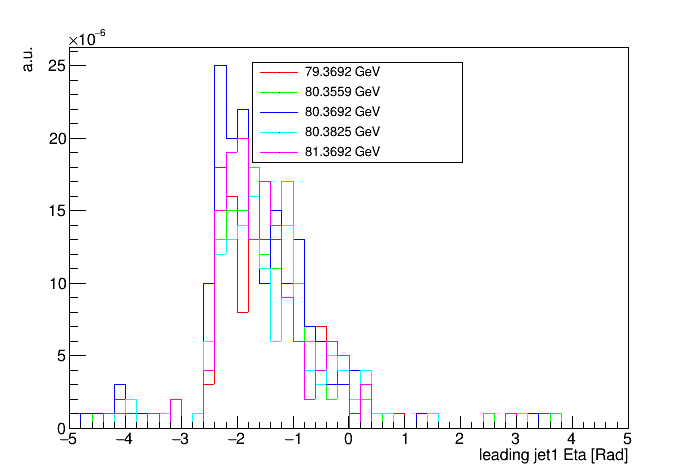 ×10⁻⁶
a.u.
25
20
15
10
5
0
79.3692 GeV
80.3559 GeV
80.3692 GeV
80.3825 GeV
81.3692 GeV
−5 −4 −3 −2 −1 0 1 2 3 4 5
leading jet1 Eta [Rad]